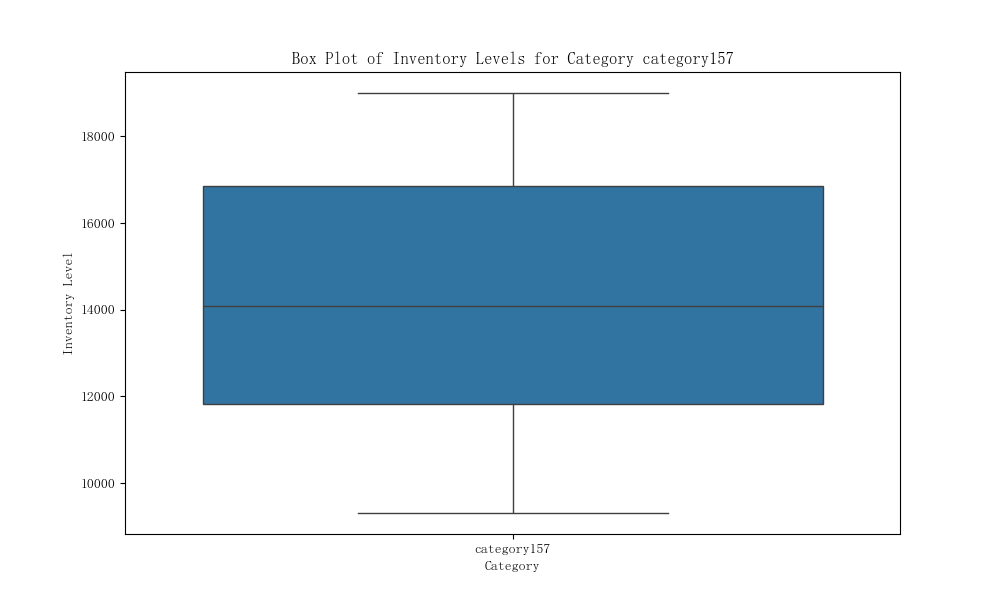 Box Plot of Inventory Levels for Category category157
18000
16000
14000
12000
10000
Inventory Level
category157
Category